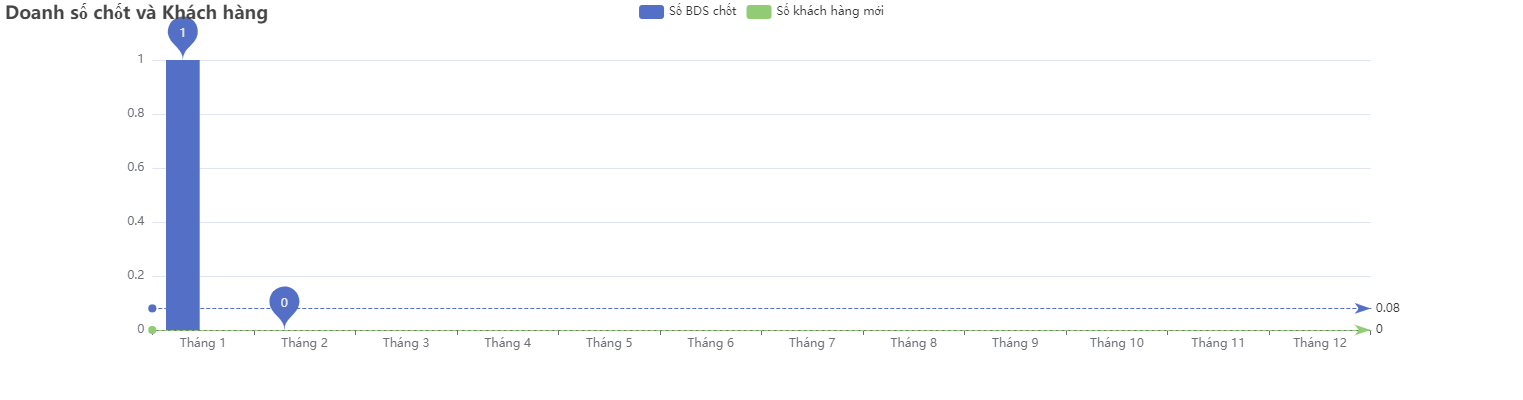 Doanh số chốt và Khách hàng
Số BDS chốt
Số khách hàng mới
1
1
0.8
0.6
0.4
0.2
0
0.08
0
0
Tháng 1
Tháng 2
Tháng 3
Tháng 4
Tháng 5
Tháng 6
Tháng 7
Tháng 8
Tháng 9
Tháng 10
Tháng 11
Tháng 12